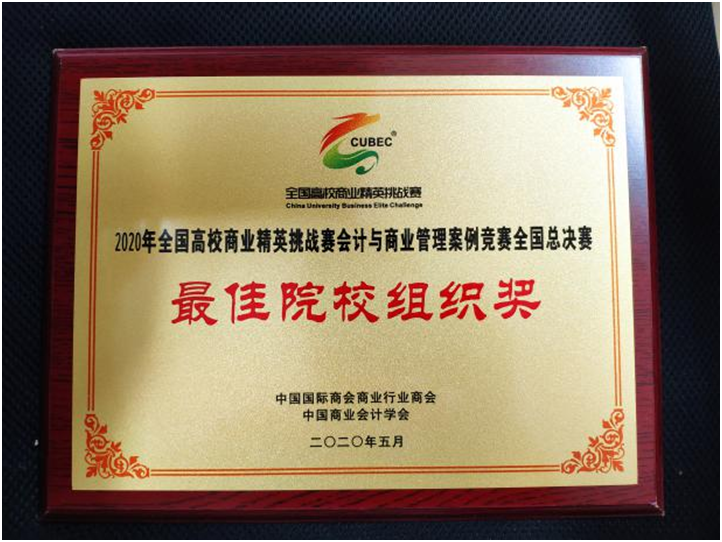 CUBEC®
全国高校商业精英挑战赛
China University Business Elite Challenge
2020年全国高校商业精英挑战赛会计与商业管理案例竞赛全国总决赛
最佳院校组织奖
中国国际商会商业行业商会
中国商业会计学会
二〇二〇年五月